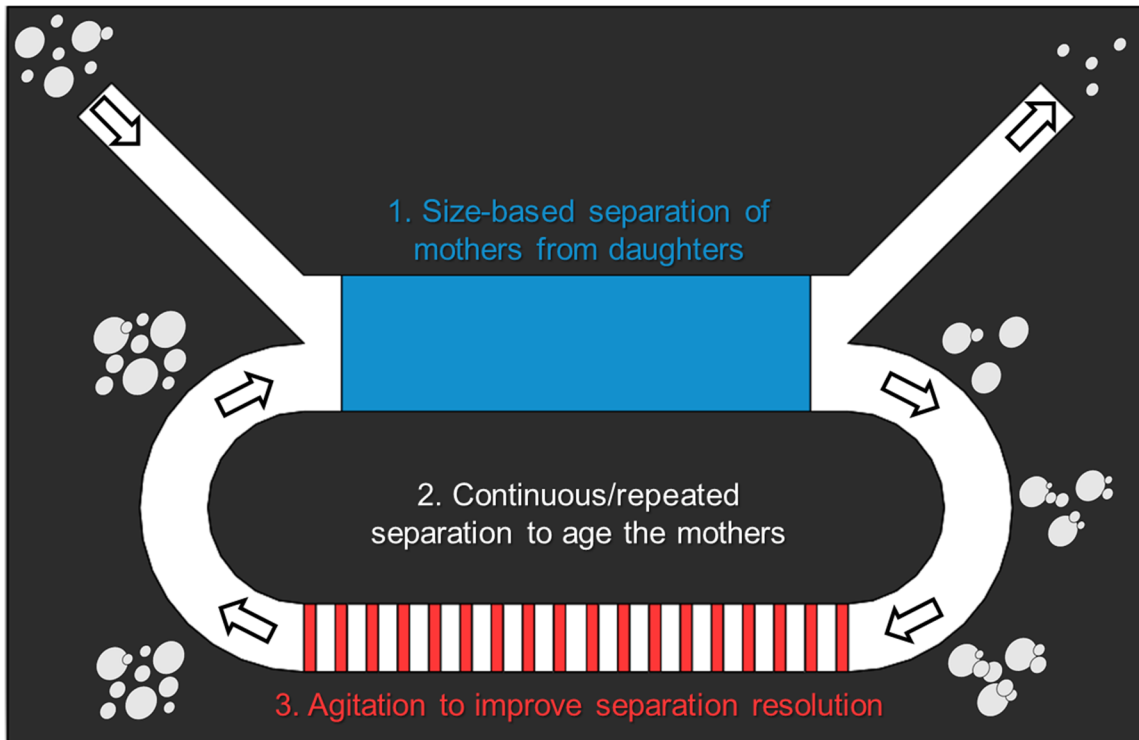 1. Size-based separation of
mothers from daughters
2. Continuous/repeated
separation to age the mothers
3. Agitation to improve separation resolution